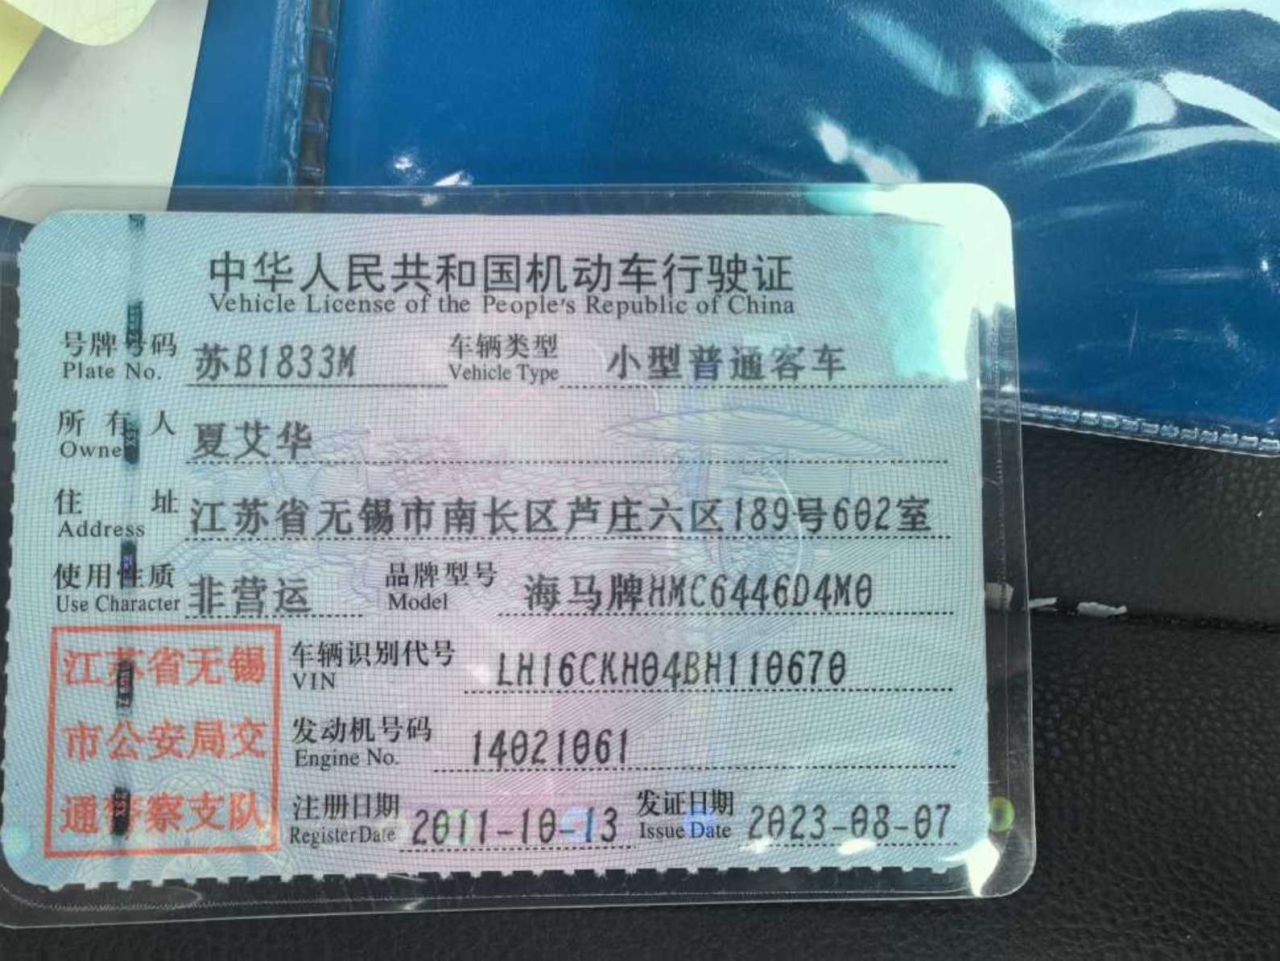 中华人民共和国机动车行驶证
Vehicle License of the People's Republic of China
号牌号码 苏B1833M 车辆类型 小型普通客车
Plate No. Vehicle Type
所有人 夏艾华
Owner
住址 江苏省无锡市南长区芦庄六区189号602室
Address
使用性质 非营运 品牌型号 海马牌HMC6446D4M0
Use Character Model
江苏省无锡
市公安局交
通警察支队
车辆识别代号 LH16CKH04BH110670
VIN
发动机号码 14021061
Engine No.
注册日期 2011-10-13 发证日期 2023-08-07
Register Date Issue Date